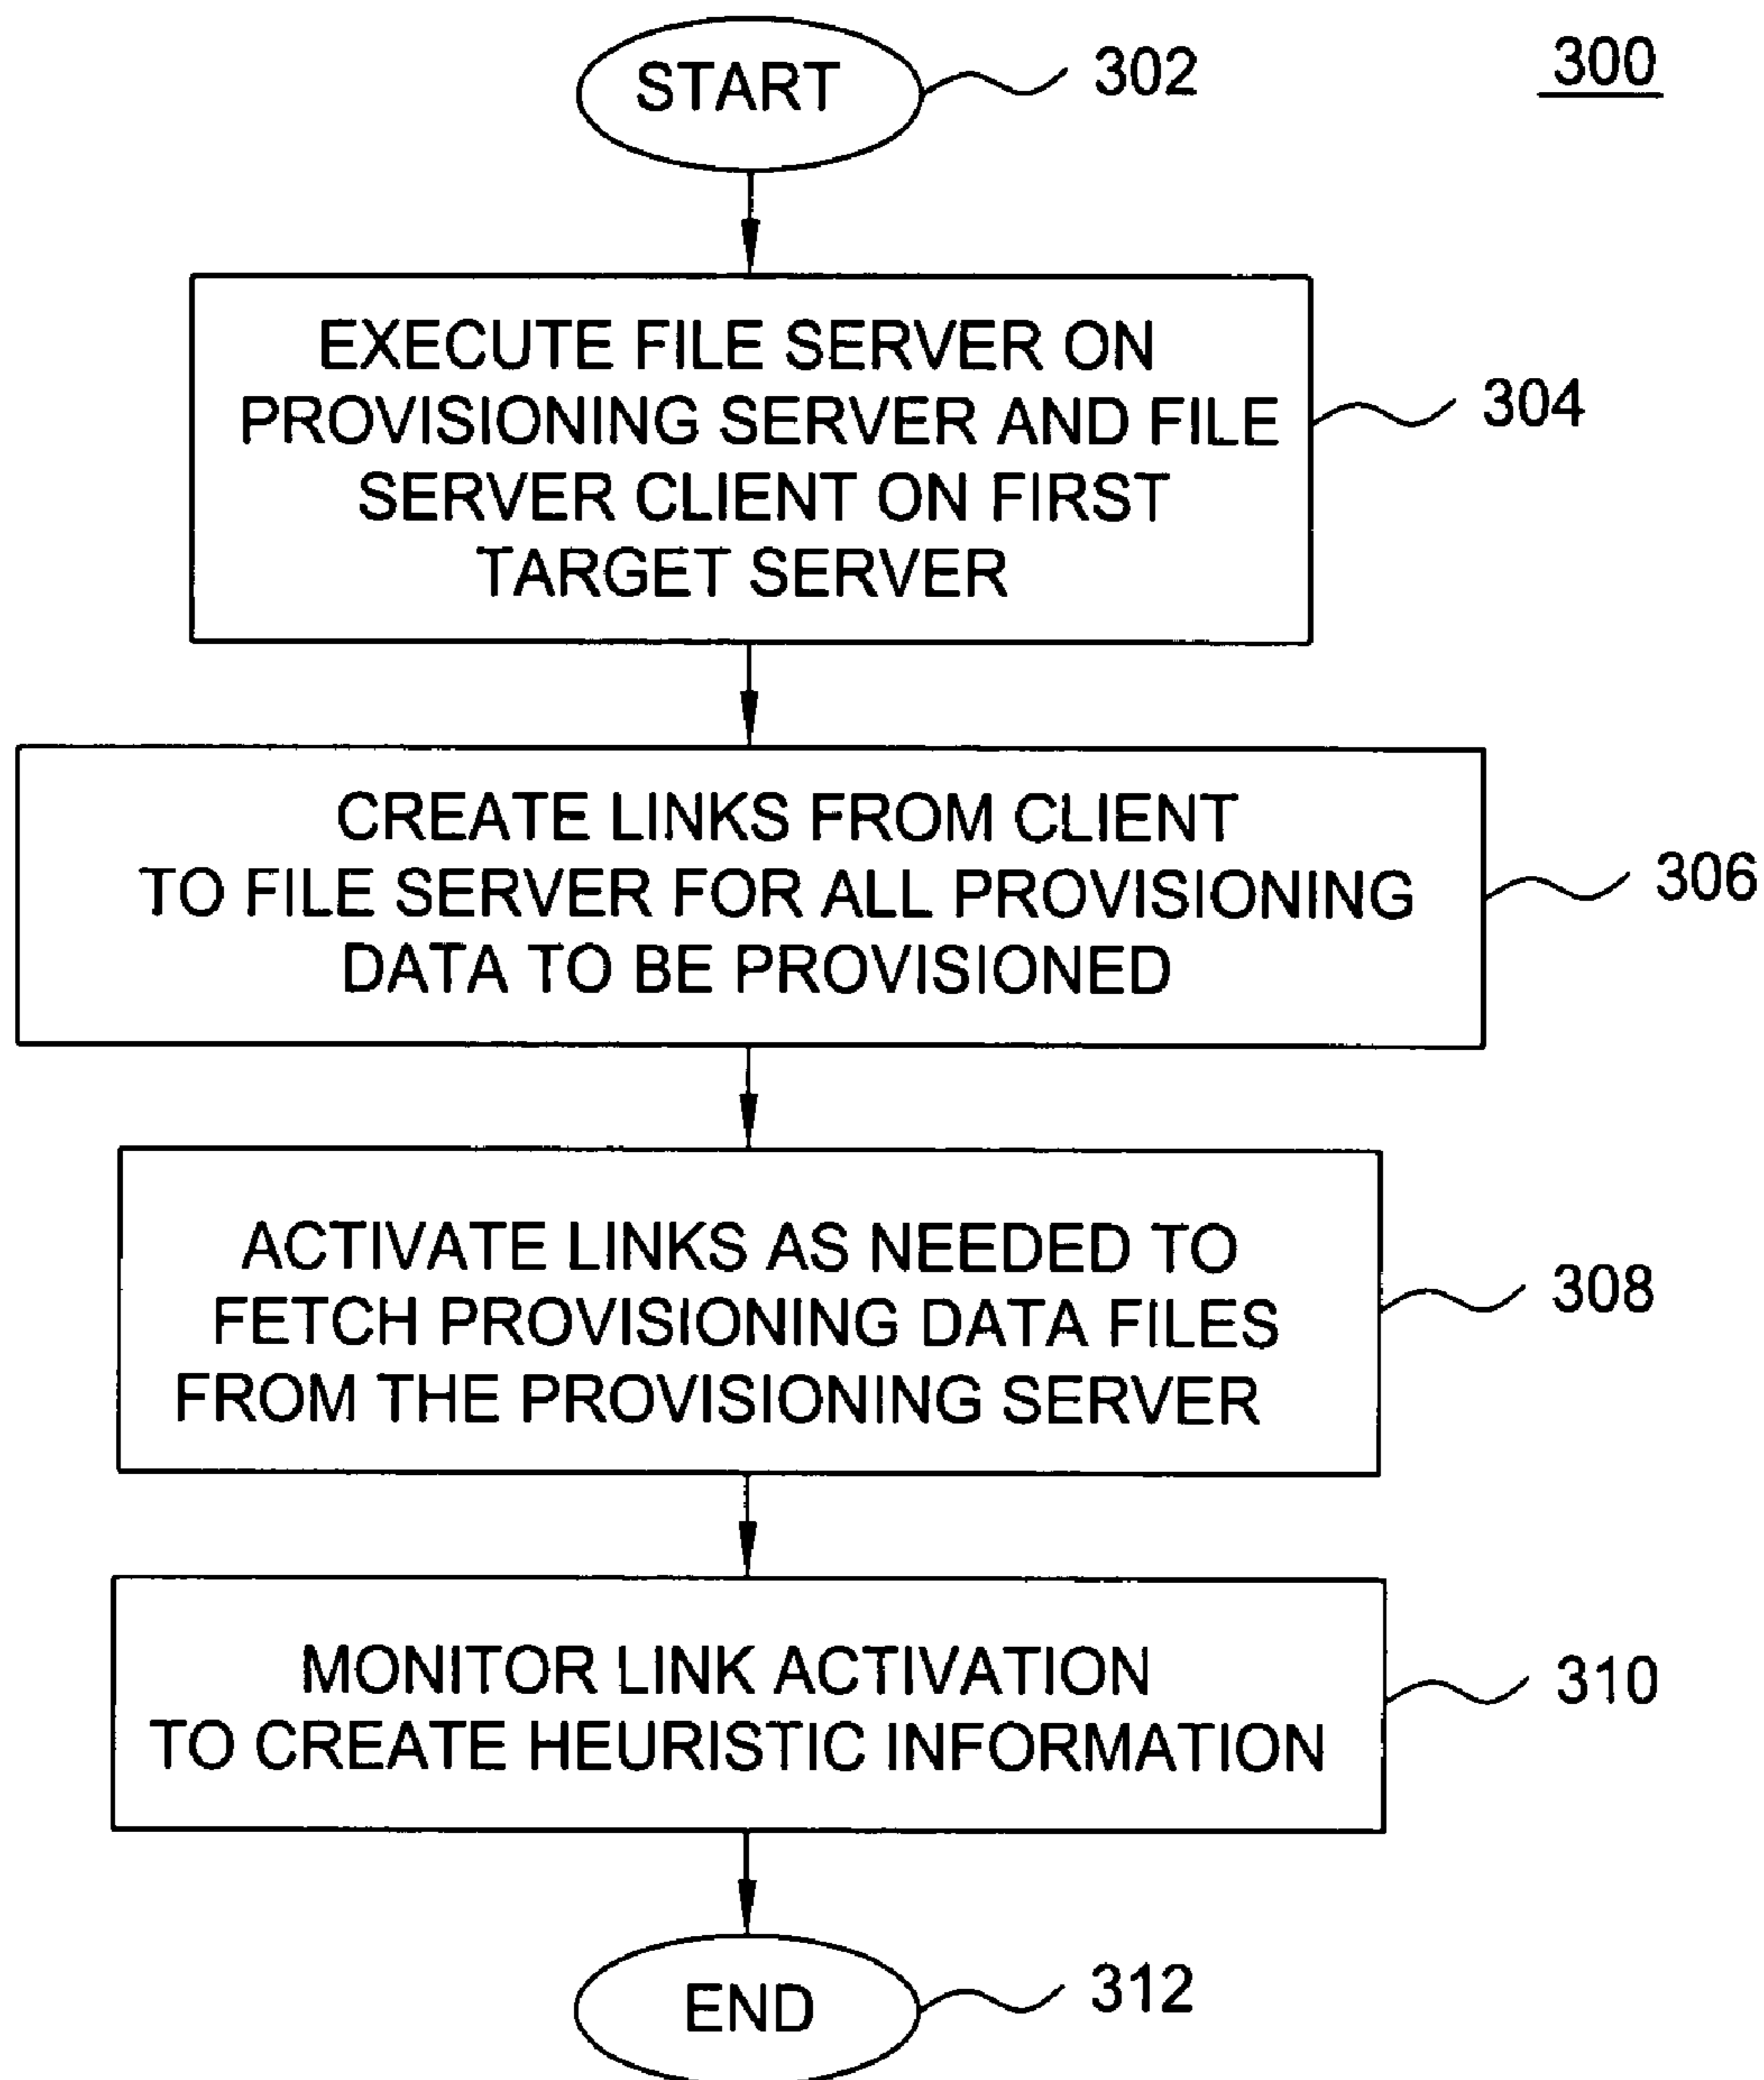 START
302
300
EXECUTE FILE SERVER ON
PROVISIONING SERVER AND FILE
SERVER CLIENT ON FIRST
TARGET SERVER
304
CREATE LINKS FROM CLIENT
TO FILE SERVER FOR ALL PROVISIONING
DATA TO BE PROVISIONED
306
ACTIVATE LINKS AS NEEDED TO
FETCH PROVISIONING DATA FILES
FROM THE PROVISIONING SERVER
308
MONITOR LINK ACTIVATION
TO CREATE HEURISTIC INFORMATION
310
END
312